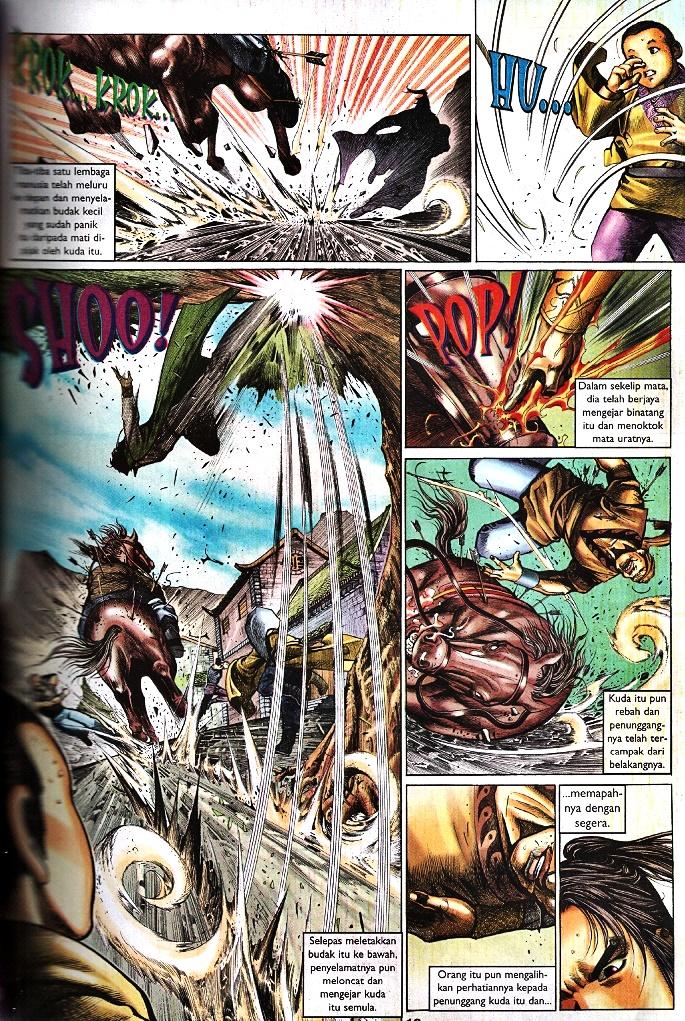 KROK... KROK...
satu lembaga
telah meluru
dan menyela-
budak kecil
yang sudah panik
mati di-
oleh kuda itu.
HU...
SHOO!
POP!
Dalam sekelip mata,
dia telah berjaya
mengejar binatang
itu dan menoktok
mata uratnya.
Kuda itu pun
rebah dan
penunggang-
nya telah ter-
campak dari
belakangnya.
Selepas meletakkan
budak itu ke bawah,
penyelamatnya pun
meloncat dan
mengejar kuda
itu semula.
Orang itu pun mengalih-
kan perhatiannya kepada
penunggang kuda itu dan...
...memapah-
nya dengan
segera.